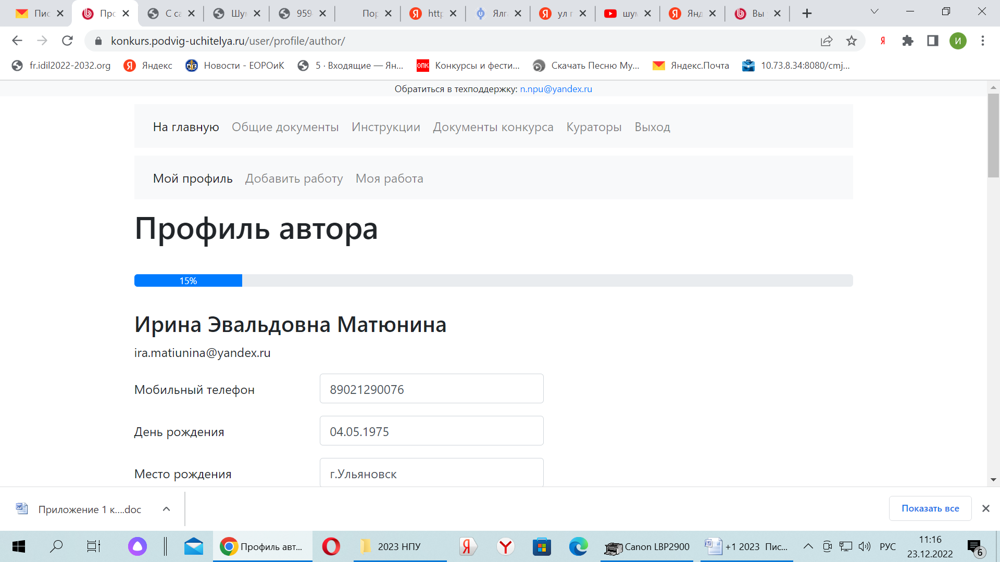 Пис
Про
С са
Шум
959
Пор
http
Ялг
ул г
шум
Янд
Вы
konkurs.podvig-uchitelya.ru/user/profile/author/
Я
И
fr.idil2022-2032.org
Яндекс
Новости - ЕОРОиК
5 · Входящие — Ян...
Конкурсы и фести...
Скачать Песню Му...
Яндекс.Почта
10.73.8.34:8080/cmj...
Обратиться в техподдержку: n.npu@yandex.ru
На главную Общие документы Инструкции Документы конкурса Кураторы Выход
Мой профиль Добавить работу Моя работа
Профиль автора
15%
Ирина Эвальдовна Матюнина
ira.matiunina@yandex.ru
Мобильный телефон 89021290076
День рождения 04.05.1975
Место рождения г.Ульяновск
Приложение 1 к....doc
Показать все
Профиль авт...
2023 НПУ
Canon LBP2900
+1 2023 Пис...
РУС
11:16
23.12.2022
6